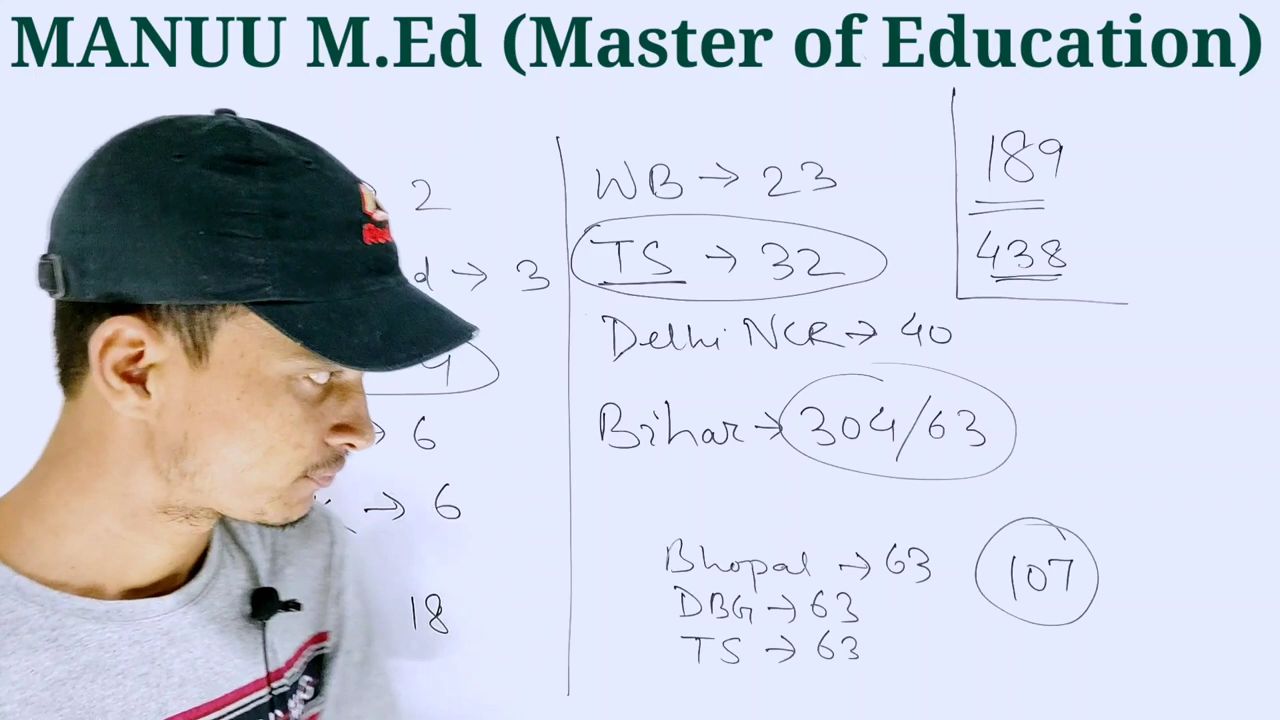 MANUU M.Ed (Master of Education)
2
d → 3
4
→ 6
→ 6
18
WB → 23
TS → 32
Delhi NCR → 40
Bihar → 304/63
Bhopal → 63
DBG → 63
TS → 63
107
189
438